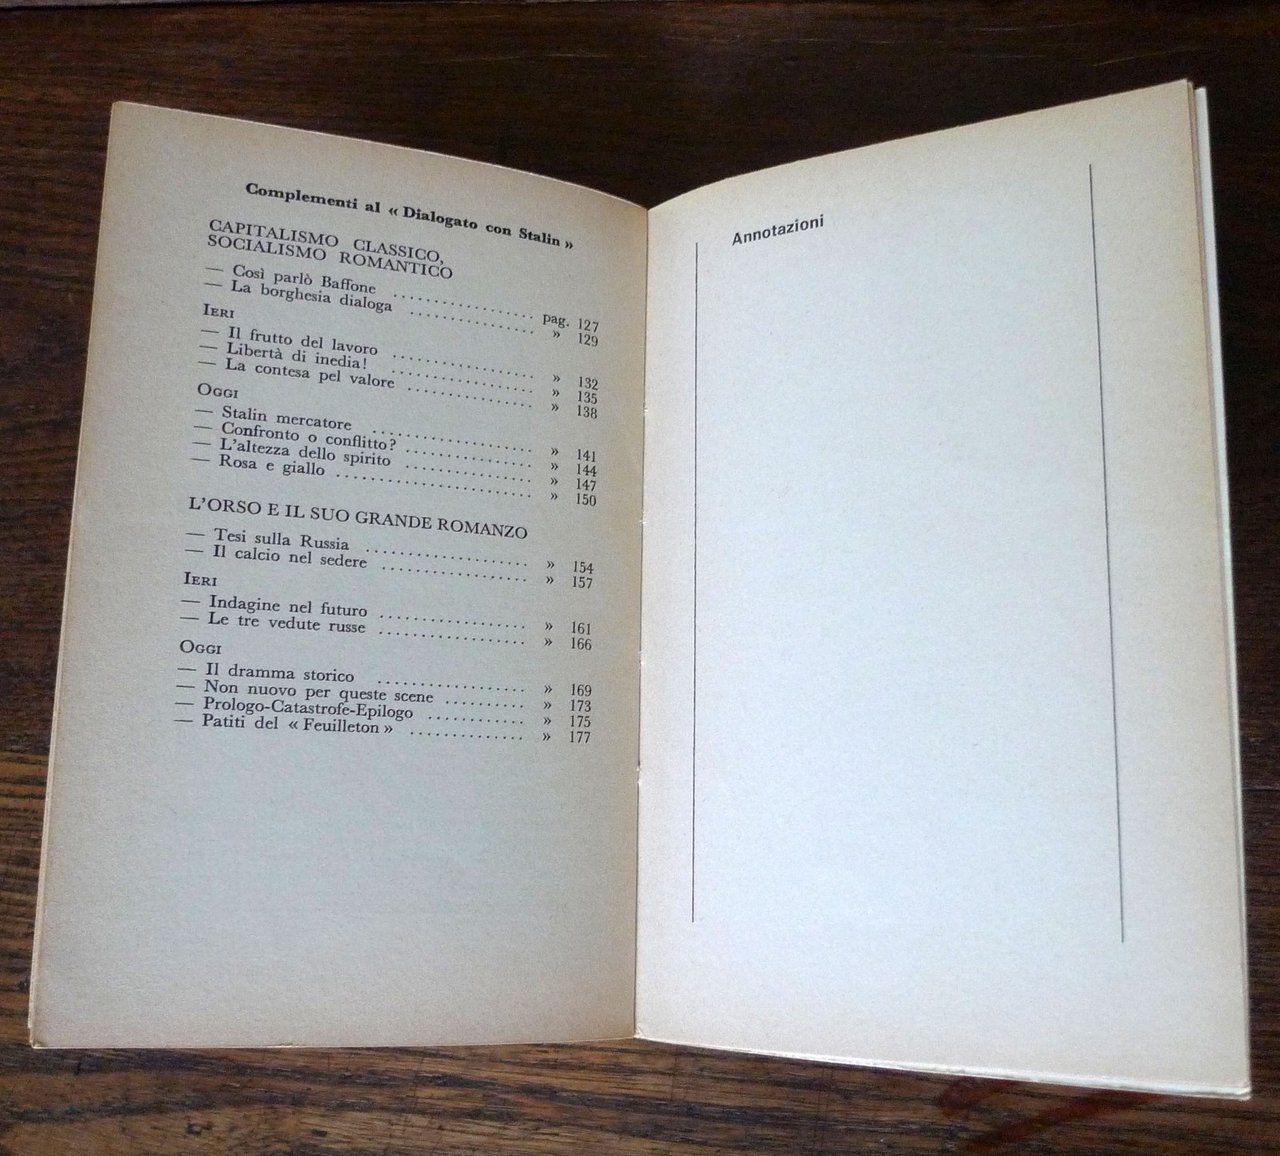 Complementi al « Dialogato con Stalin »
CAPITALISMO CLASSICO,
SOCIALISMO ROMANTICO
— Così parlò Baffone . . . . . . . . . . . . . . . . pag. 127
— La borghesia dialoga . . . . . . . . . . . . . . » 129
IERI
— Il frutto del lavoro . . . . . . . . . . . . . . . . » 132
— Libertà di inedia! . . . . . . . . . . . . . . . . » 135
— La contesa pel valore . . . . . . . . . . . . . . » 138
OGGI
— Stalin mercatore . . . . . . . . . . . . . . . . . . » 141
— Confronto o conflitto? . . . . . . . . . . . . . . » 144
— L'altezza dello spirito . . . . . . . . . . . . . . » 147
— Rosa e giallo . . . . . . . . . . . . . . . . . . . . » 150
L'ORSO E IL SUO GRANDE ROMANZO
— Tesi sulla Russia . . . . . . . . . . . . . . . . . . » 154
— Il calcio nel sedere . . . . . . . . . . . . . . . . » 157
IERI
— Indagine nel futuro . . . . . . . . . . . . . . . . » 161
— Le tre vedute russe . . . . . . . . . . . . . . . . » 166
OGGI
— Il dramma storico . . . . . . . . . . . . . . . . » 169
— Non nuovo per queste scene . . . . . . . . » 173
— Prologo-Catastrofe-Epilogo . . . . . . . . . . » 175
— Patiti del « Feuilleton » . . . . . . . . . . . . » 177
Annotazioni